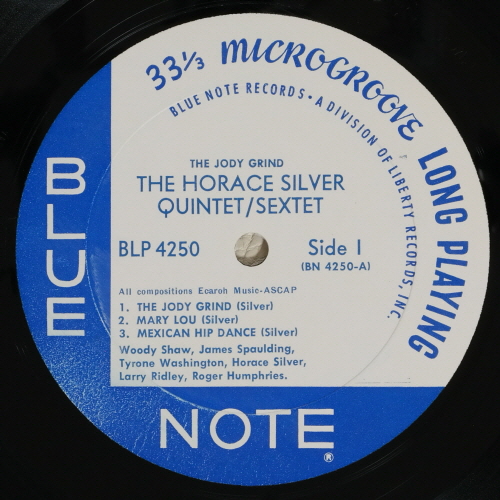 33⅓ MICROGROOVE LONG PLAYING
BLUE NOTE RECORDS • A DIVISION OF LIBERTY RECORDS, INC.
THE JODY GRIND
THE HORACE SILVER
QUINTET/SEXTET
BLP 4250
Side 1
(BN 4250-A)
All compositions Ecaroh Music-ASCAP
1. THE JODY GRIND (Silver)
2. MARY LOU (Silver)
3. MEXICAN HIP DANCE (Silver)
Woody Shaw, James Spaulding,
Tyrone Washington, Horace Silver,
Larry Ridley, Roger Humphries.
BLUE
NOTE®